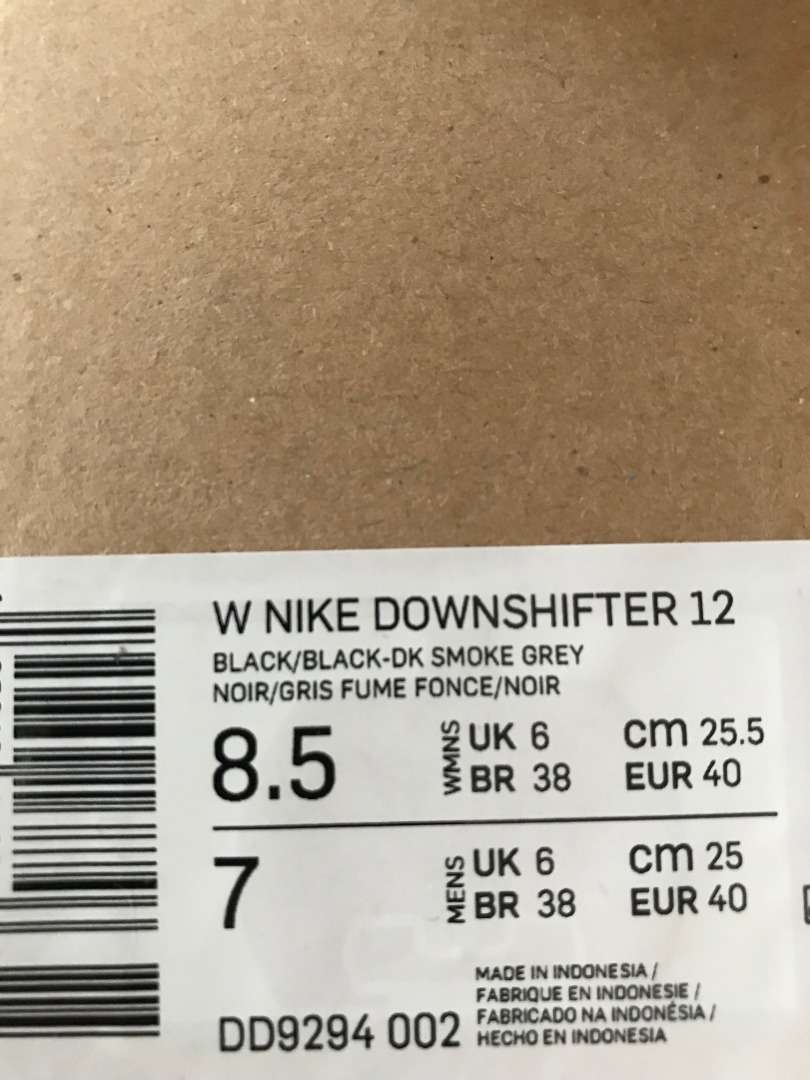 W NIKE DOWNSHIFTER 12
BLACK/BLACK-DK SMOKE GREY
NOIR/GRIS FUME FONCE/NOIR
8.5 WMNS UK 6 cm 25.5
BR 38 EUR 40
7 MENS UK 6 cm 25
BR 38 EUR 40
MADE IN INDONESIA /
FABRIQUE EN INDONESIE /
FABRICADO NA INDONÉSIA /
HECHO EN INDONESIA
DD9294 002